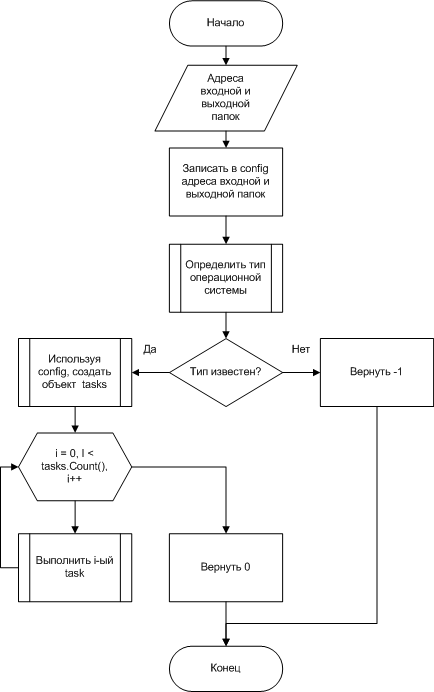 Начало
Адреса
входной и
выходной
папок
Записать в config
адреса входной и
выходной папок
Определить тип
операционной
системы
Да
Нет
Используя
config, создать
объект tasks
Тип известен?
Вернуть -1
i = 0, I <
tasks.Count(),
i++
Выполнить i-ый
task
Вернуть 0
Конец